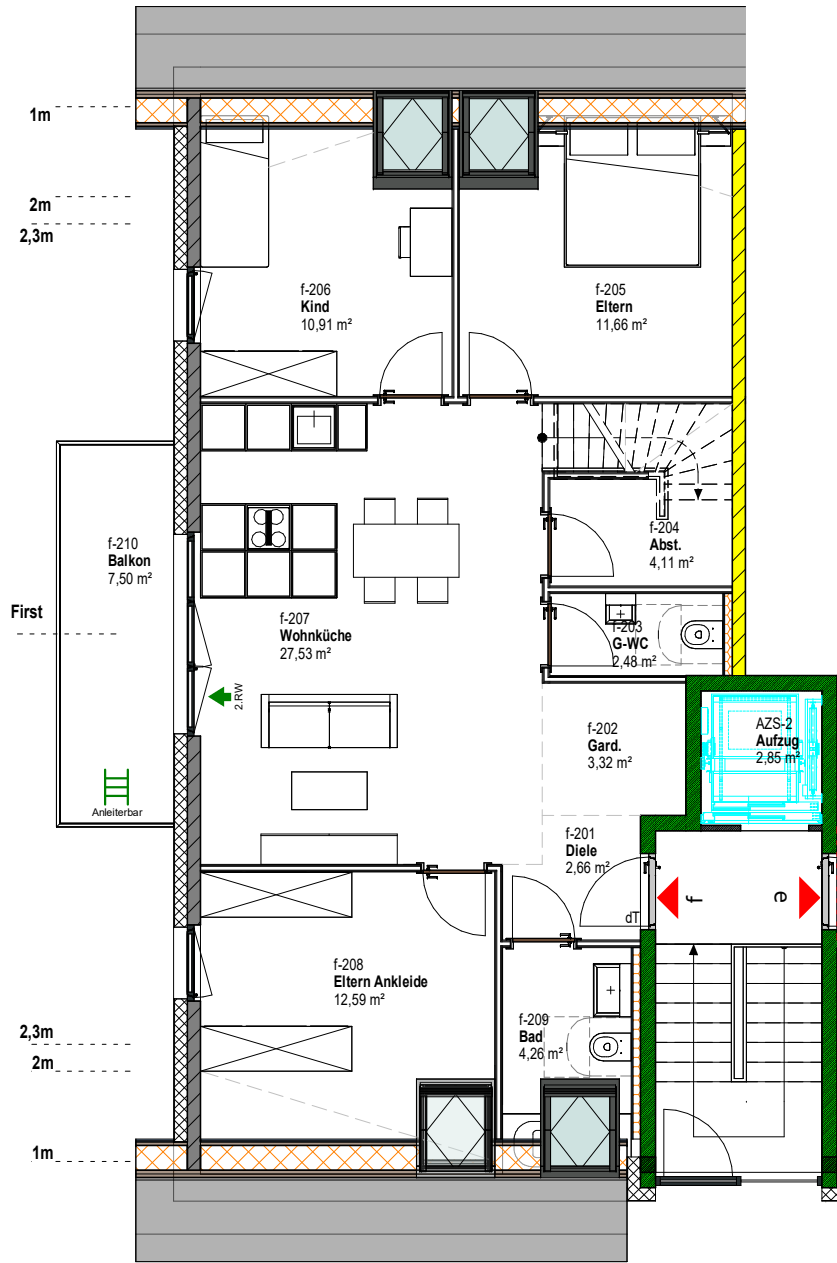 1m
2m
2,3m
f-206
Kind
10,91 m²
f-205
Eltern
11,66 m²
f-204
Abst.
4,11 m²
f-210
Balkon
7,50 m²
First
f-207
Wohnküche
27,53 m²
f-203
G-WC
2,48 m²
2.RW
f-202
Gard.
3,32 m²
AZS-2
Aufzug
2,85 m²
Anleiterbar
f-201
Diele
2,66 m²
dT
f
e
f-208
Eltern Ankleide
12,59 m²
f-209
Bad
4,26 m²
2,3m
2m
1m